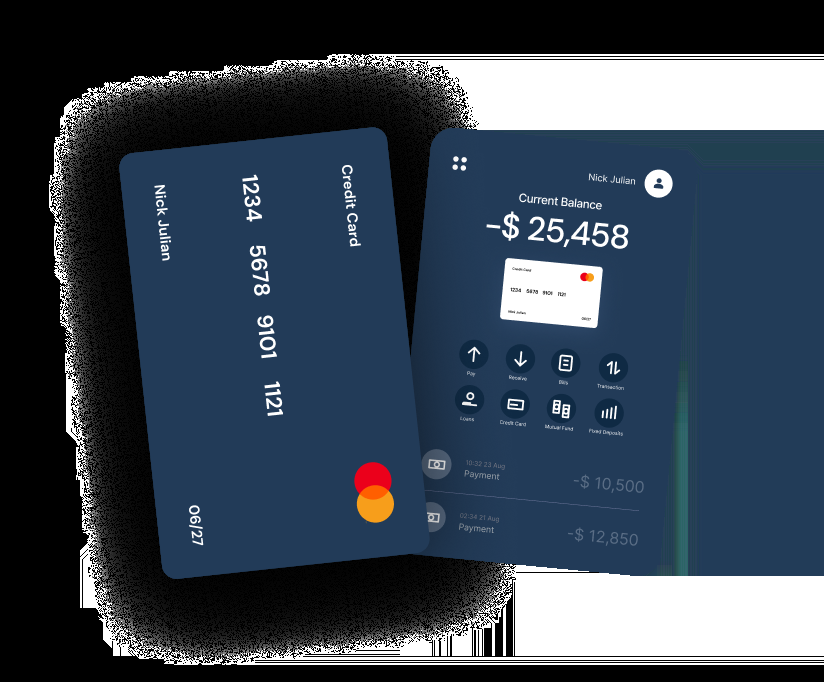 Credit Card
1234 5678 9101 1121
Nick Julian
06/27
Nick Julian
Current Balance
-$ 25,458
Credit Card
1234 5678 9101 1121
Nick Julian
06/27
Pay
Receive
Bills
Transaction
Loans
Credit Card
Mutual Fund
Fixed Deposits
10:32 23 Aug
Payment
-$ 10,500
02:34 21 Aug
Payment
-$ 12,850